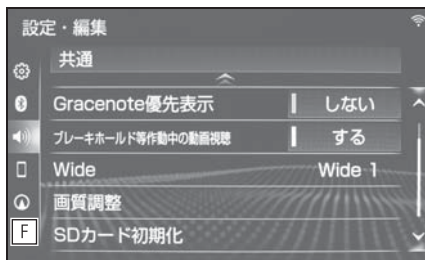 設定・編集
共通
Gracenote優先表示 しない
ブレーキホールド等作動中の動画視聴 する
Wide Wide 1
画質調整
F SDカード初期化